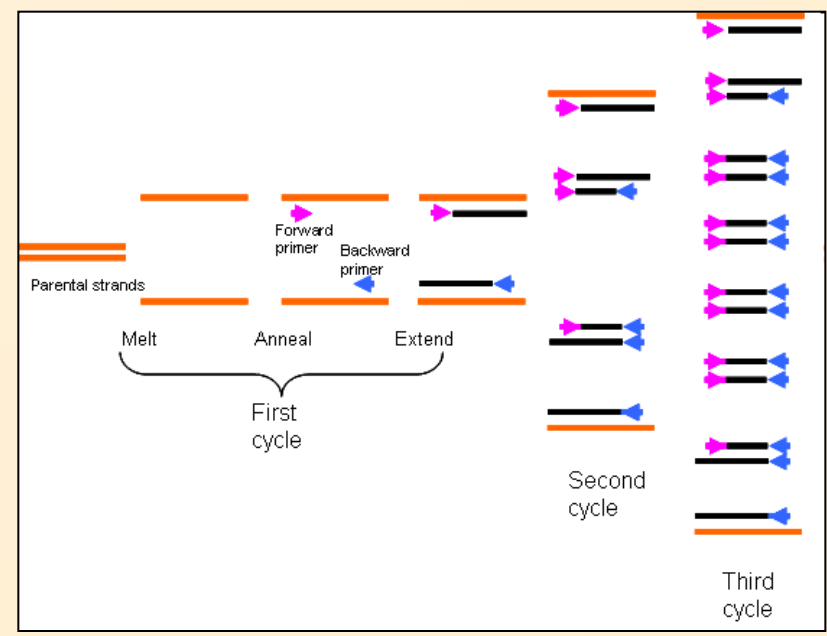 Forward
primer
Backward
primer
Parental strands
Melt
Anneal
Extend
First
cycle
Second
cycle
Third
cycle